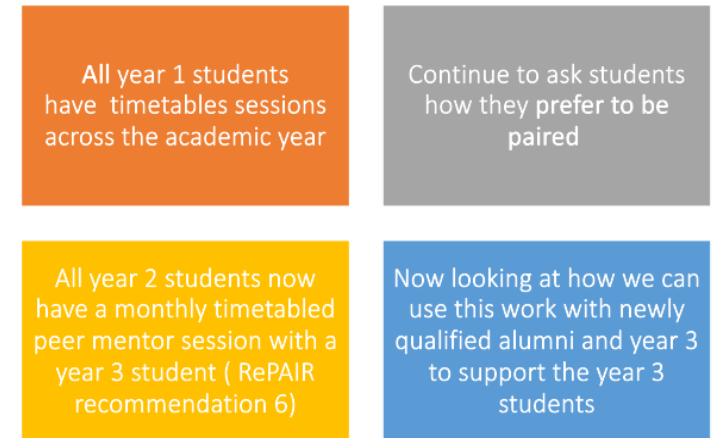 All year 1 students
have timetables sessions
across the academic year
Continue to ask students
how they prefer to be
paired
All year 2 students now
have a monthly timetabled
peer mentor session with a
year 3 student ( RePAIR
recommendation 6)
Now looking at how we can
use this work with newly
qualified alumni and year 3
to support the year 3
students